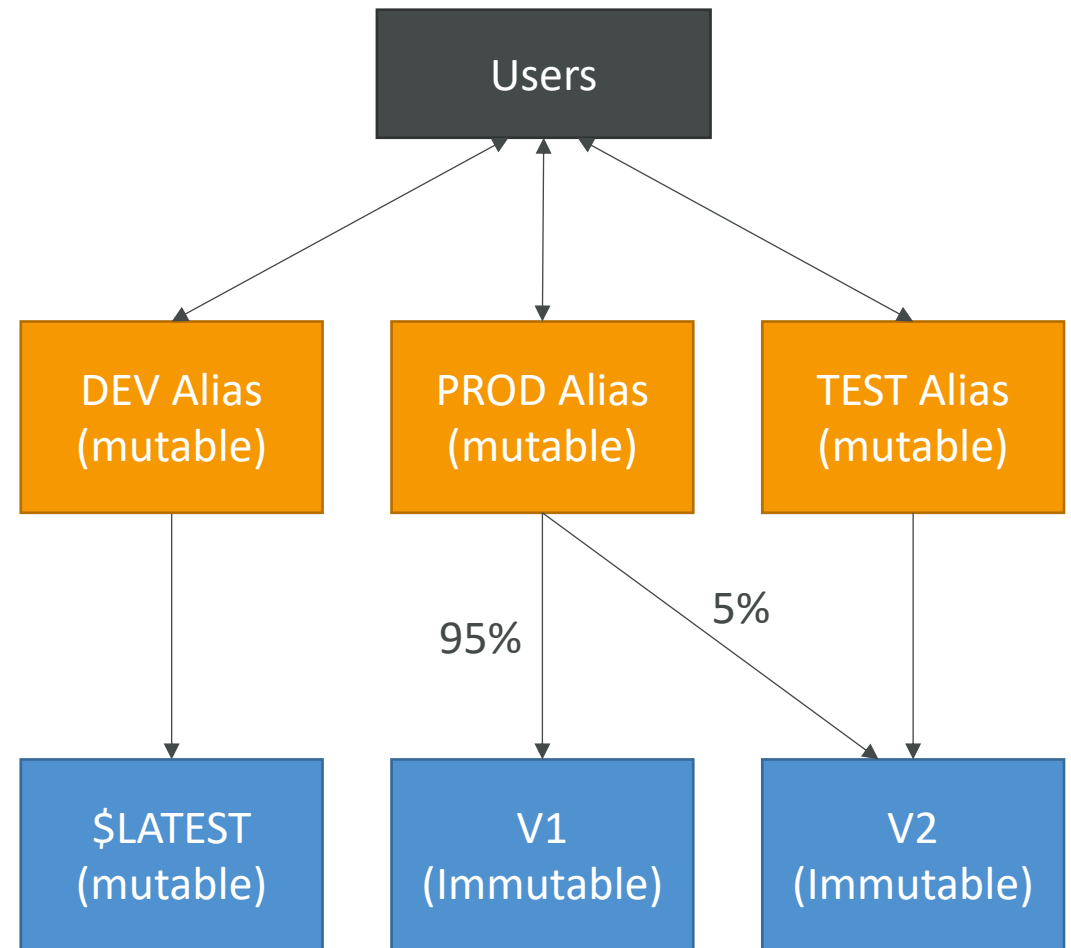 Users
DEV Alias
(mutable)
PROD Alias
(mutable)
TEST Alias
(mutable)
95%
5%
$LATEST
(mutable)
V1
(Immutable)
V2
(Immutable)